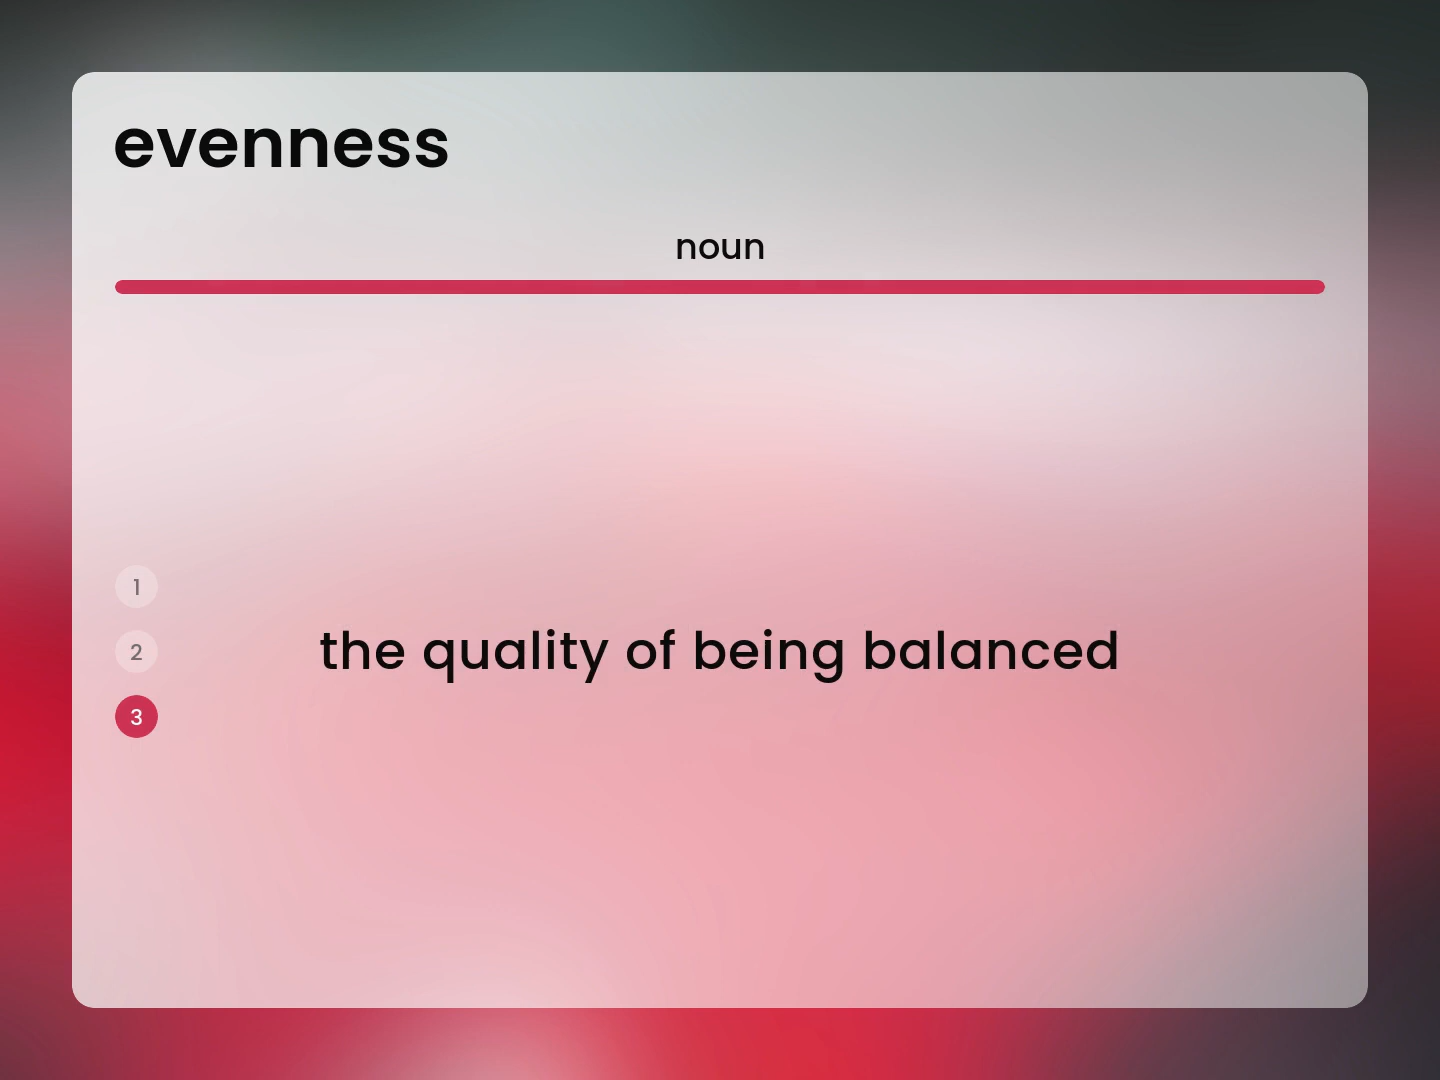 evenness
noun
1
2
3
the quality of being balanced